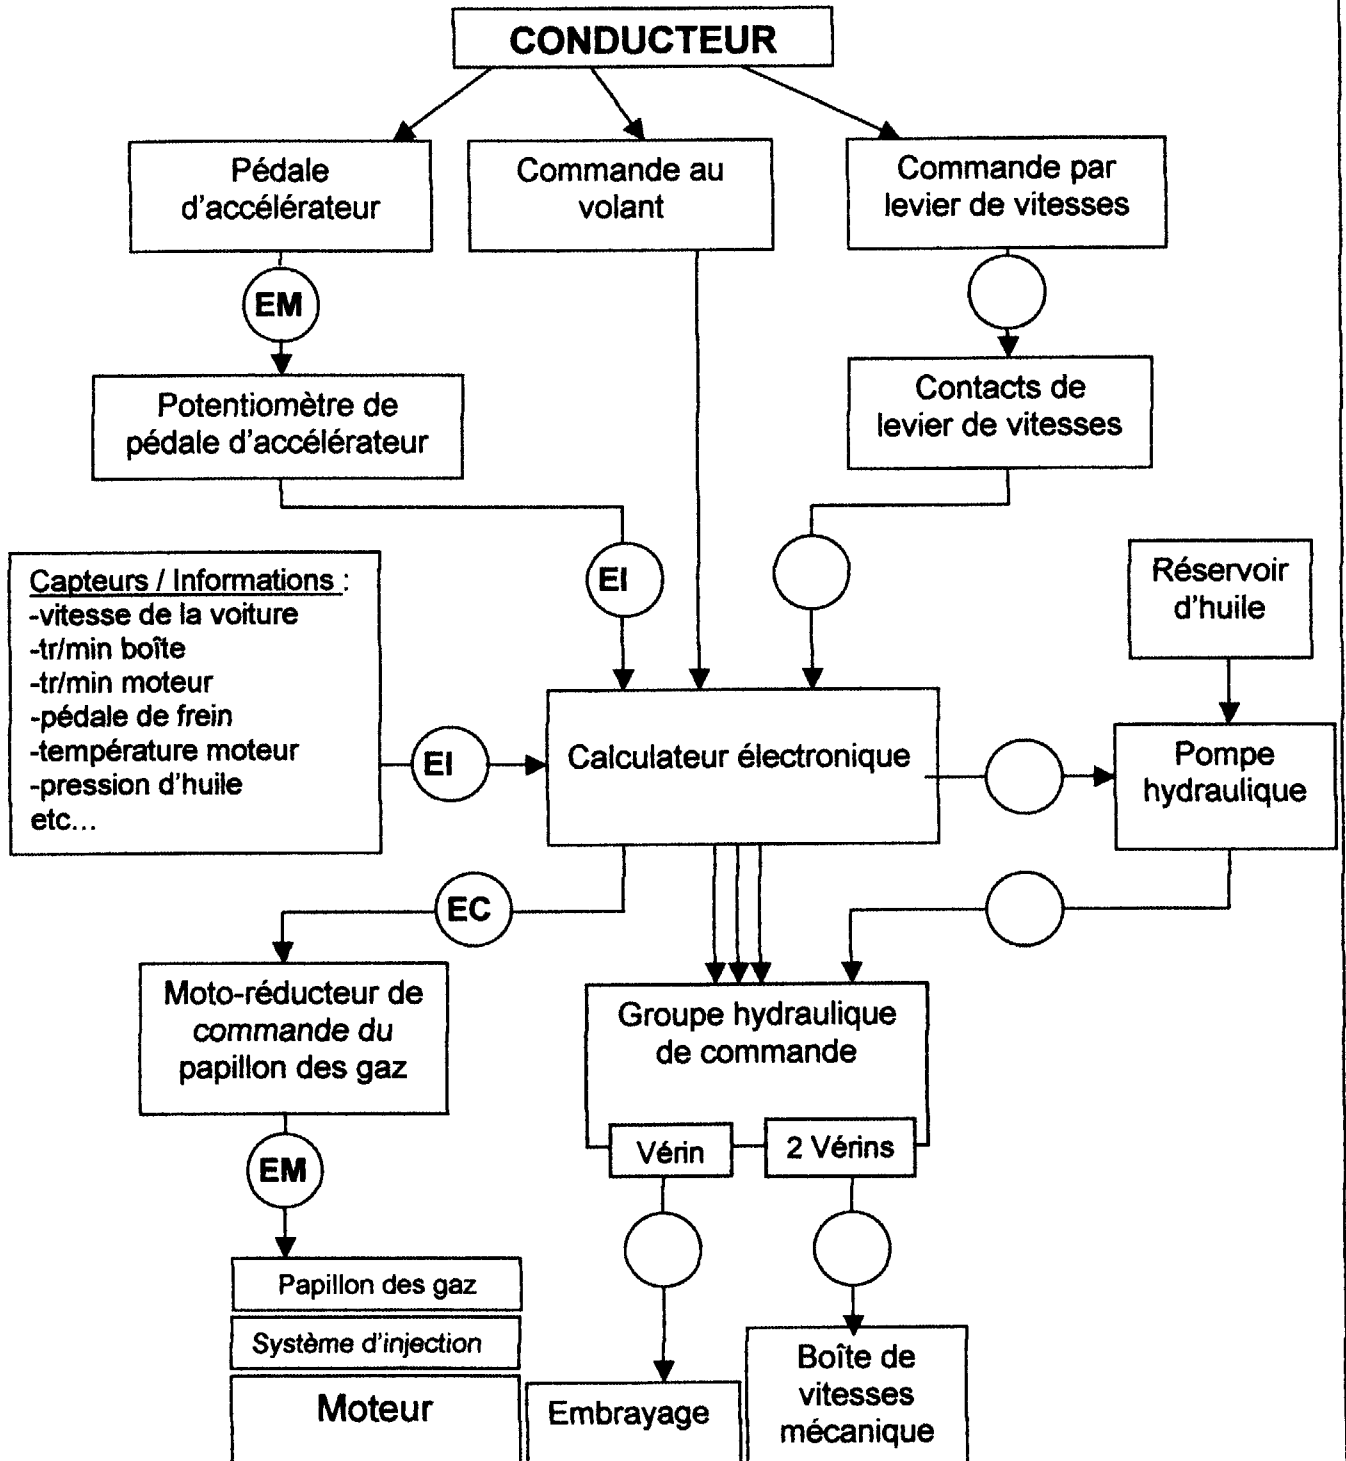 CONDUCTEUR
Pédale
d'accélérateur
Commande au
volant
Commande par
levier de vitesses
EM
Potentiomètre de
pédale d'accélérateur
Contacts de
levier de vitesses
EI
Réservoir
d'huile
Capteurs / Informations :
-vitesse de la voiture
-tr/min boîte
-tr/min moteur
-pédale de frein
-température moteur
-pression d'huile
etc...
EI
Calculateur électronique
Pompe
hydraulique
EC
Moto-réducteur de
commande du
papillon des gaz
Groupe hydraulique
de commande
Vérin
2 Vérins
EM
Papillon des gaz
Système d'injection
Moteur
Embrayage
Boîte de
vitesses
mécanique